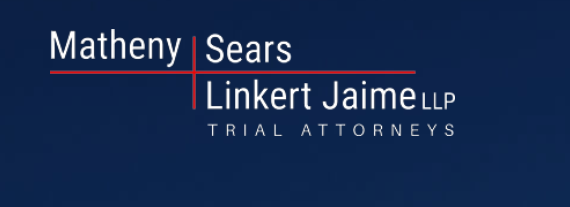 Matheny Sears
Linkert Jaime LLP
TRIAL ATTORNEYS